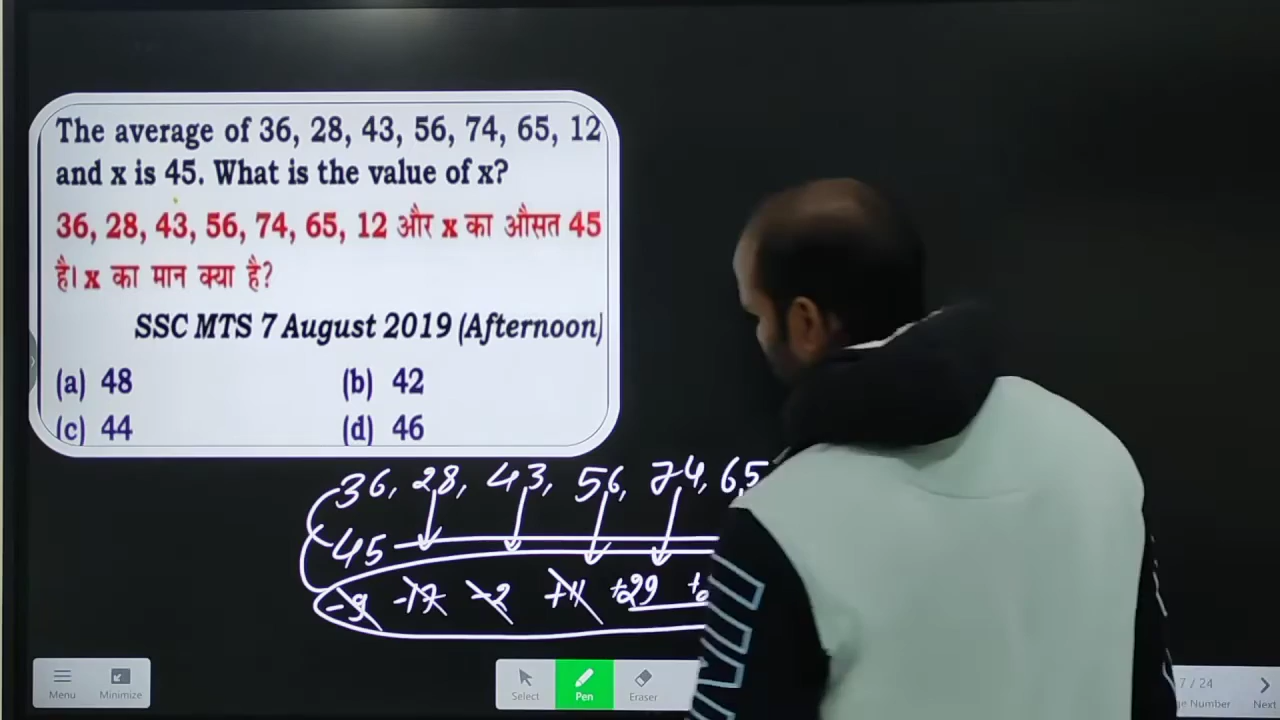 The average of 36, 28, 43, 56, 74, 65, 12
and x is 45. What is the value of x?
36, 28, 43, 56, 74, 65, 12 और x का औसत 45
है। x का मान क्या है?
SSC MTS 7 August 2019 (Afternoon)
(a) 48 (b) 42
(c) 44 (d) 46
36, 28, 43, 56, 74, 65
45
-9 -17 -2 +11 +29
Menu Minimize Select Pen Eraser 7 / 24 Next